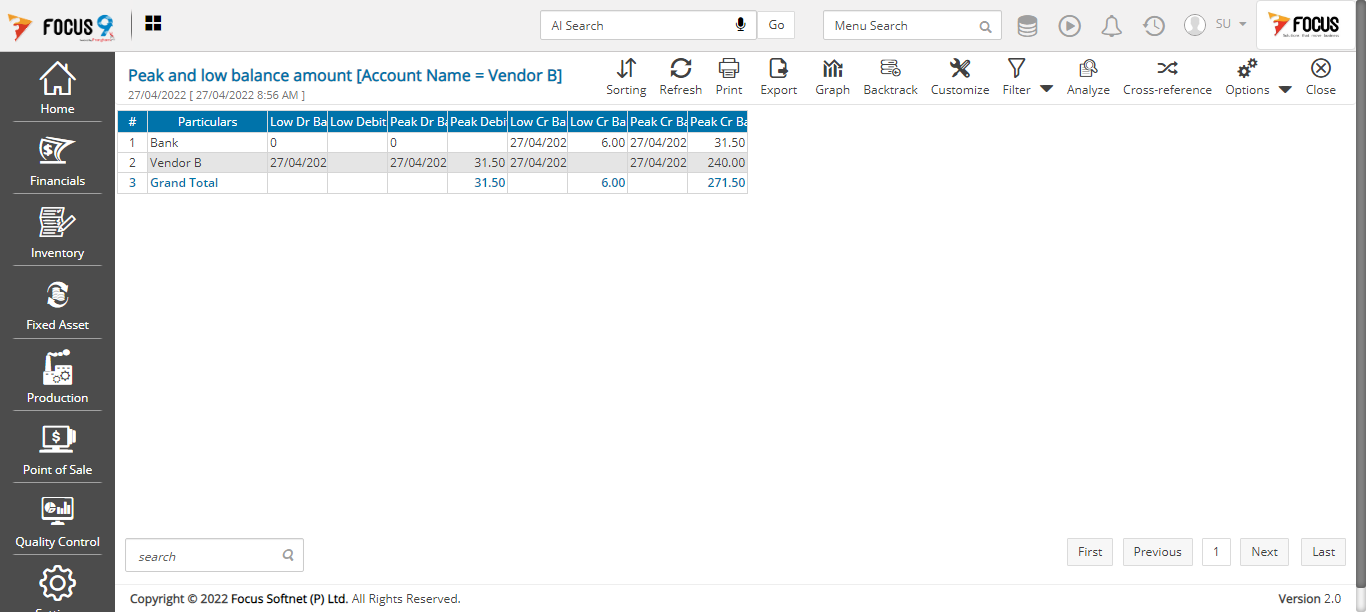 FOCUS 9
AI Search
Go
Menu Search
SU
FOCUS
Home
Financials
Inventory
Fixed Asset
Production
Point of Sale
Quality Control
Peak and low balance amount [Account Name = Vendor B]
27/04/2022 [ 27/04/2022 8:56 AM ]
Sorting Refresh Print Export Graph Backtrack Customize Filter Analyze Cross-reference Options Close
# Particulars Low Dr Ba Low Debit Peak Dr Ba Peak Debi Low Cr Ba Low Cr Ba Peak Cr Ba Peak Cr Ba
1 Bank 0 0 27/04/202 6.00 27/04/202 31.50
2 Vendor B 27/04/202 27/04/202 31.50 27/04/202 27/04/202 240.00
3 Grand Total 31.50 6.00 271.50
search
First Previous 1 Next Last
Copyright © 2022 Focus Softnet (P) Ltd. All Rights Reserved.
Version 2.0